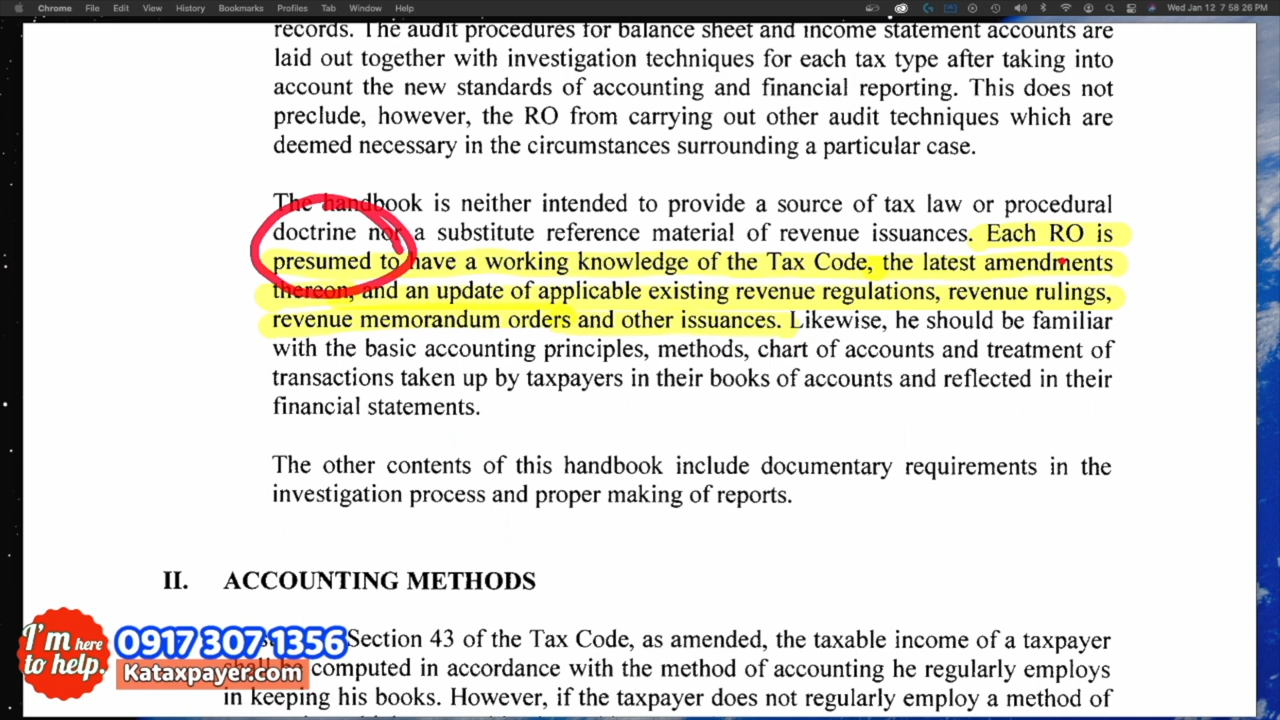 Chrome File Edit View History Bookmarks Profiles Tab Window Help Wed Jan 12 7 58 26 PM
records. The audit procedures for balance sheet and income statement accounts are
laid out together with investigation techniques for each tax type after taking into
account the new standards of accounting and financial reporting. This does not
preclude, however, the RO from carrying out other audit techniques which are
deemed necessary in the circumstances surrounding a particular case.
The handbook is neither intended to provide a source of tax law or procedural
doctrine nor a substitute reference material of revenue issuances. Each RO is
presumed to have a working knowledge of the Tax Code, the latest amendments
thereon, and an update of applicable existing revenue regulations, revenue rulings,
revenue memorandum orders and other issuances. Likewise, he should be familiar
with the basic accounting principles, methods, chart of accounts and treatment of
transactions taken up by taxpayers in their books of accounts and reflected in their
financial statements.
The other contents of this handbook include documentary requirements in the
investigation process and proper making of reports.
II. ACCOUNTING METHODS
Section 43 of the Tax Code, as amended, the taxable income of a taxpayer
computed in accordance with the method of accounting he regularly employs
in keeping his books. However, if the taxpayer does not regularly employ a method of
I'm here
to help.
0917 307 1356
Kataxpayer.com